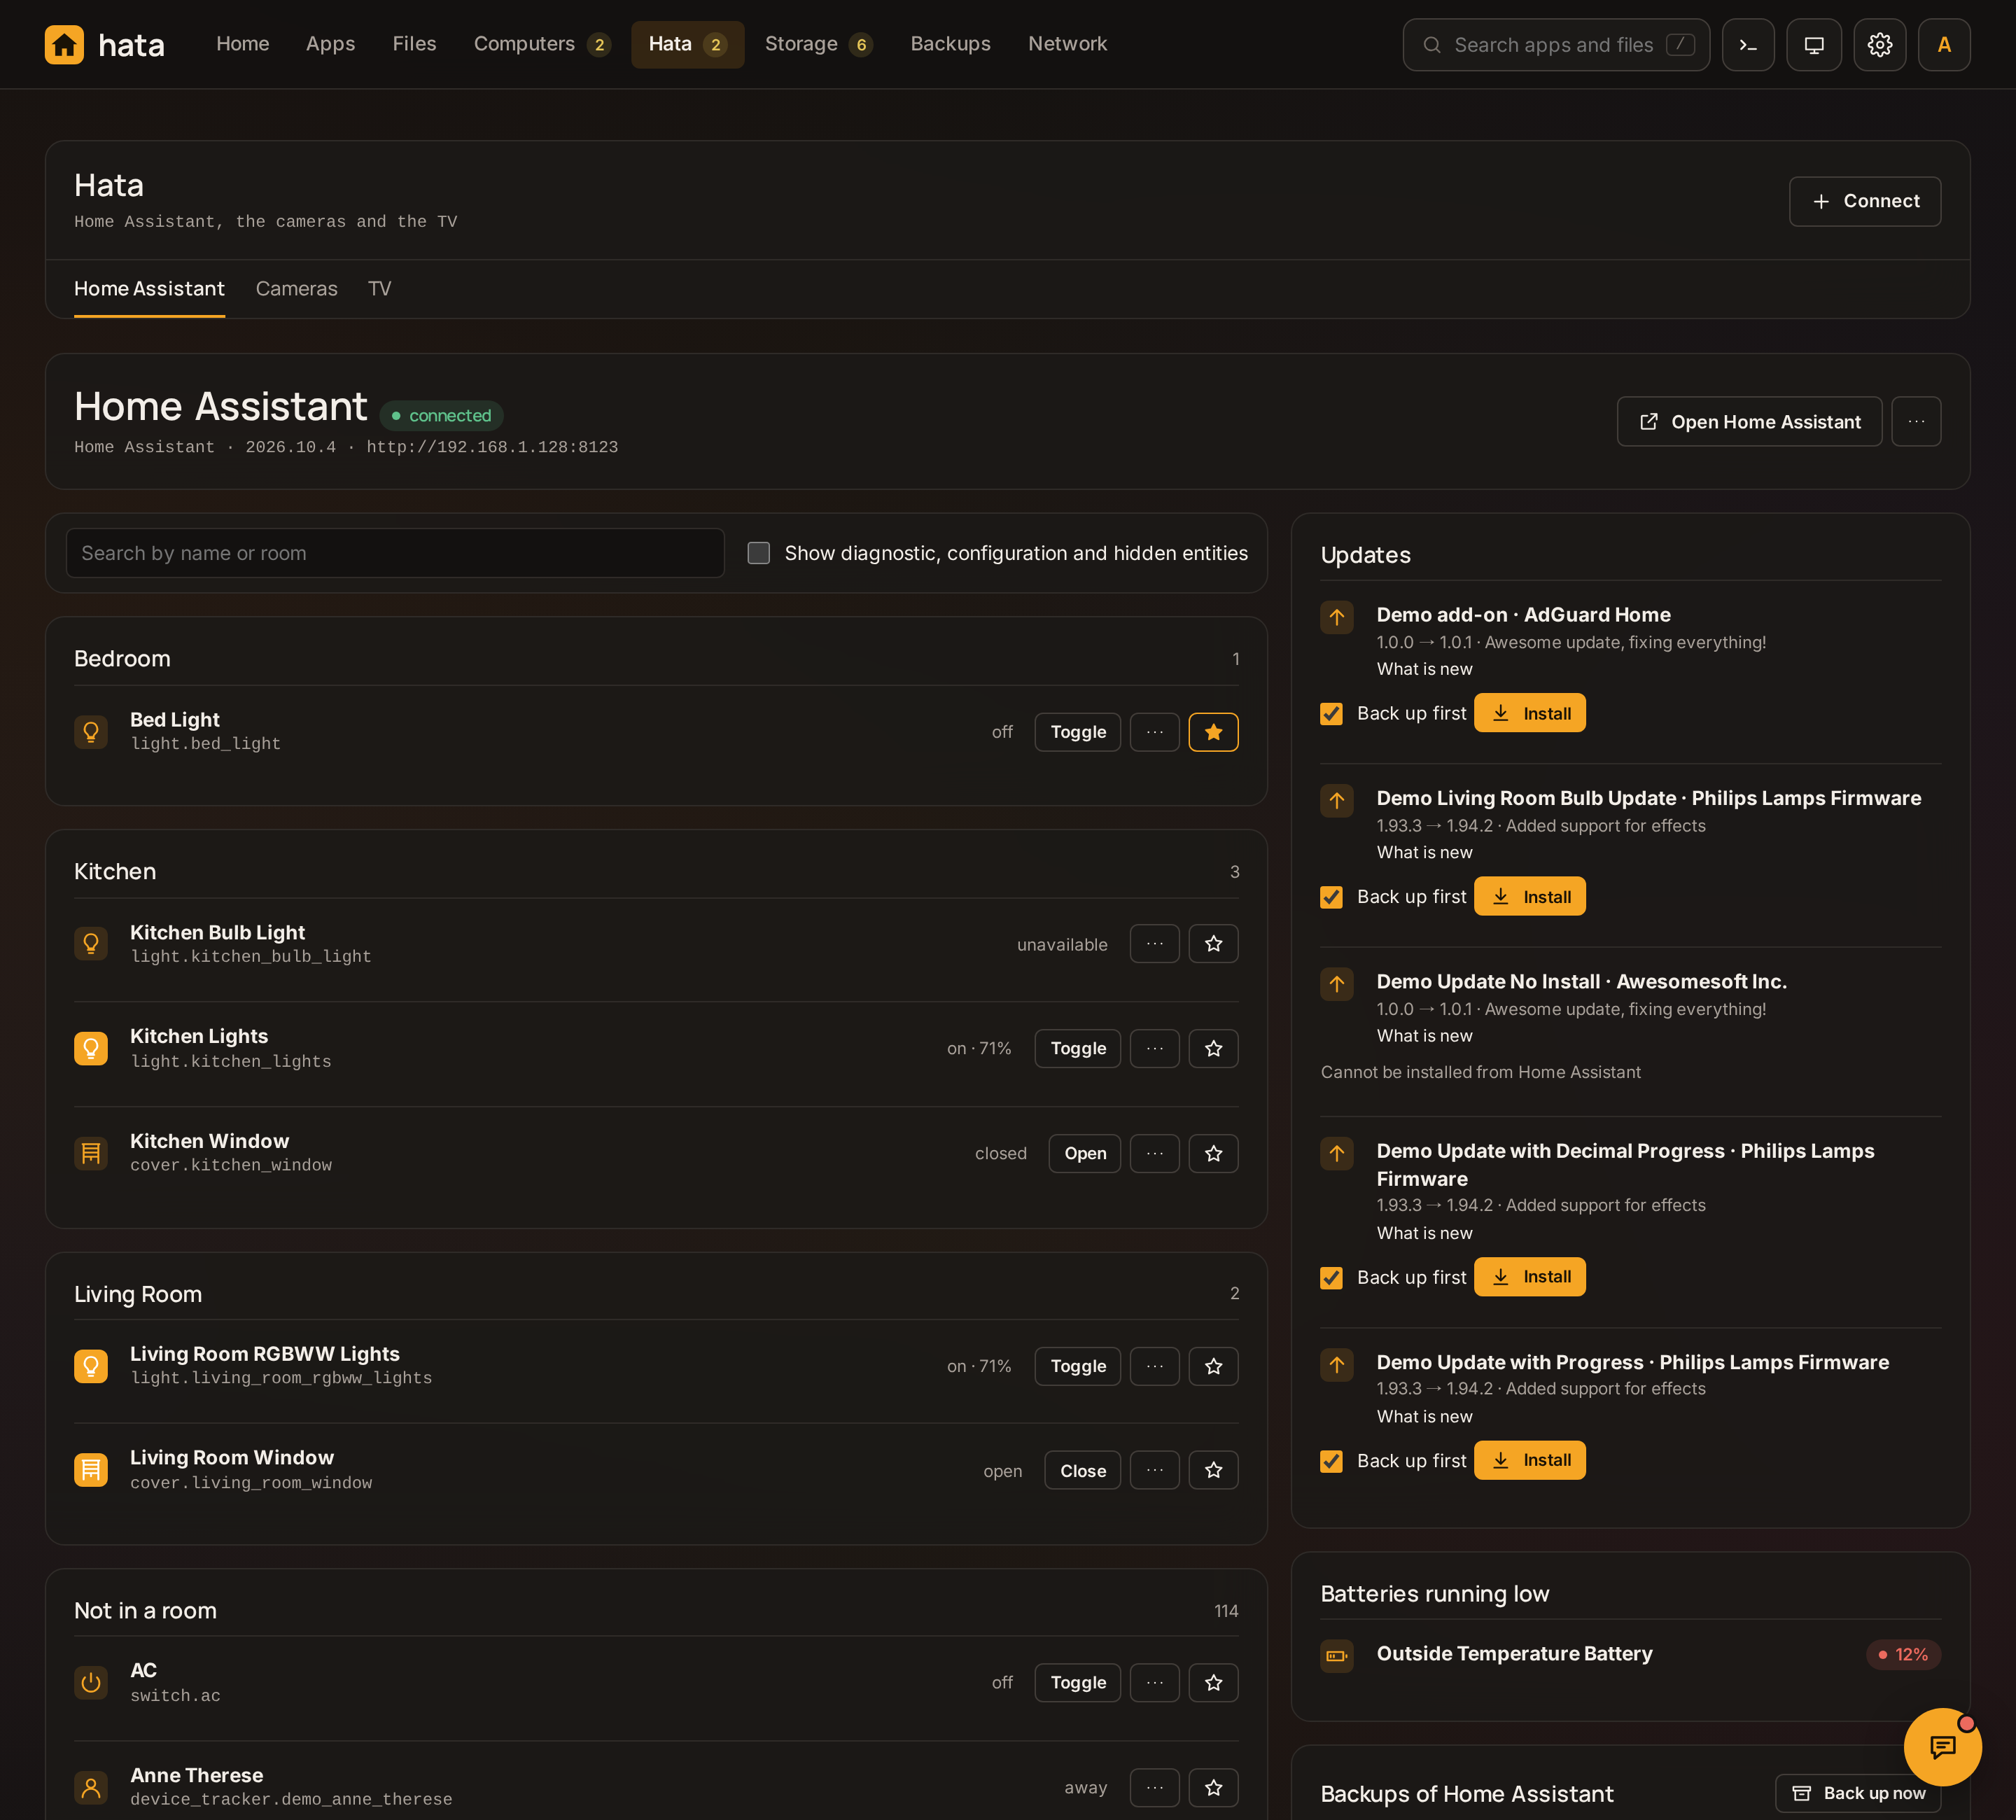 hata
Home
Apps
Files
Computers 2
Hata 2
Storage 6
Backups
Network
Search apps and files /
A
Hata
Home Assistant, the cameras and the TV
Connect
Home Assistant
Cameras
TV
Home Assistant
connected
Home Assistant · 2026.10.4 · http://192.168.1.128:8123
Open Home Assistant
...
Search by name or room
Show diagnostic, configuration and hidden entities
Bedroom
1
Bed Light
light.bed_light
off
Toggle
...
Kitchen
3
Kitchen Bulb Light
light.kitchen_bulb_light
unavailable
...
Kitchen Lights
light.kitchen_lights
on · 71%
Toggle
...
Kitchen Window
cover.kitchen_window
closed
Open
...
Living Room
2
Living Room RGBWW Lights
light.living_room_rgbww_lights
on · 71%
Toggle
...
Living Room Window
cover.living_room_window
open
Close
...
Not in a room
114
AC
switch.ac
off
Toggle
...
Anne Therese
device_tracker.demo_anne_therese
away
...
Updates
Demo add-on · AdGuard Home
1.0.0 → 1.0.1 · Awesome update, fixing everything!
What is new
Back up first
Install
Demo Living Room Bulb Update · Philips Lamps Firmware
1.93.3 → 1.94.2 · Added support for effects
What is new
Back up first
Install
Demo Update No Install · Awesomesoft Inc.
1.0.0 → 1.0.1 · Awesome update, fixing everything!
What is new
Cannot be installed from Home Assistant
Demo Update with Decimal Progress · Philips Lamps
Firmware
1.93.3 → 1.94.2 · Added support for effects
What is new
Back up first
Install
Demo Update with Progress · Philips Lamps Firmware
1.93.3 → 1.94.2 · Added support for effects
What is new
Back up first
Install
Batteries running low
Outside Temperature Battery
12%
Backups of Home Assistant
Back up now